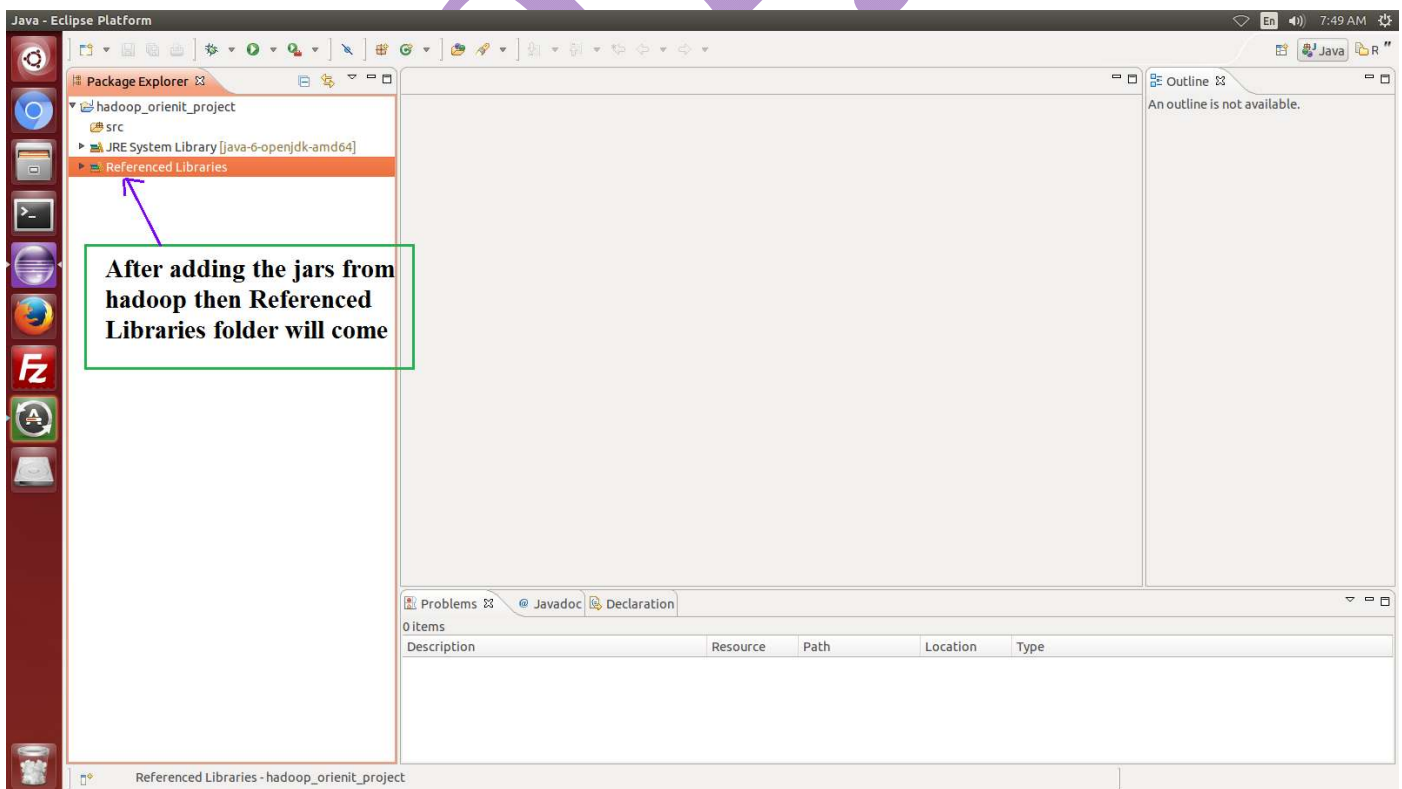 Java - Eclipse Platform
En 7:49 AM
Java R "
Package Explorer
hadoop_orienit_project
src
JRE System Library [java-6-openjdk-amd64]
Referenced Libraries
After adding the jars from
hadoop then Referenced
Libraries folder will come
Outline
An outline is not available.
Problems @ Javadoc Declaration
0 items
Description Resource Path Location Type
Referenced Libraries - hadoop_orienit_project
Fz